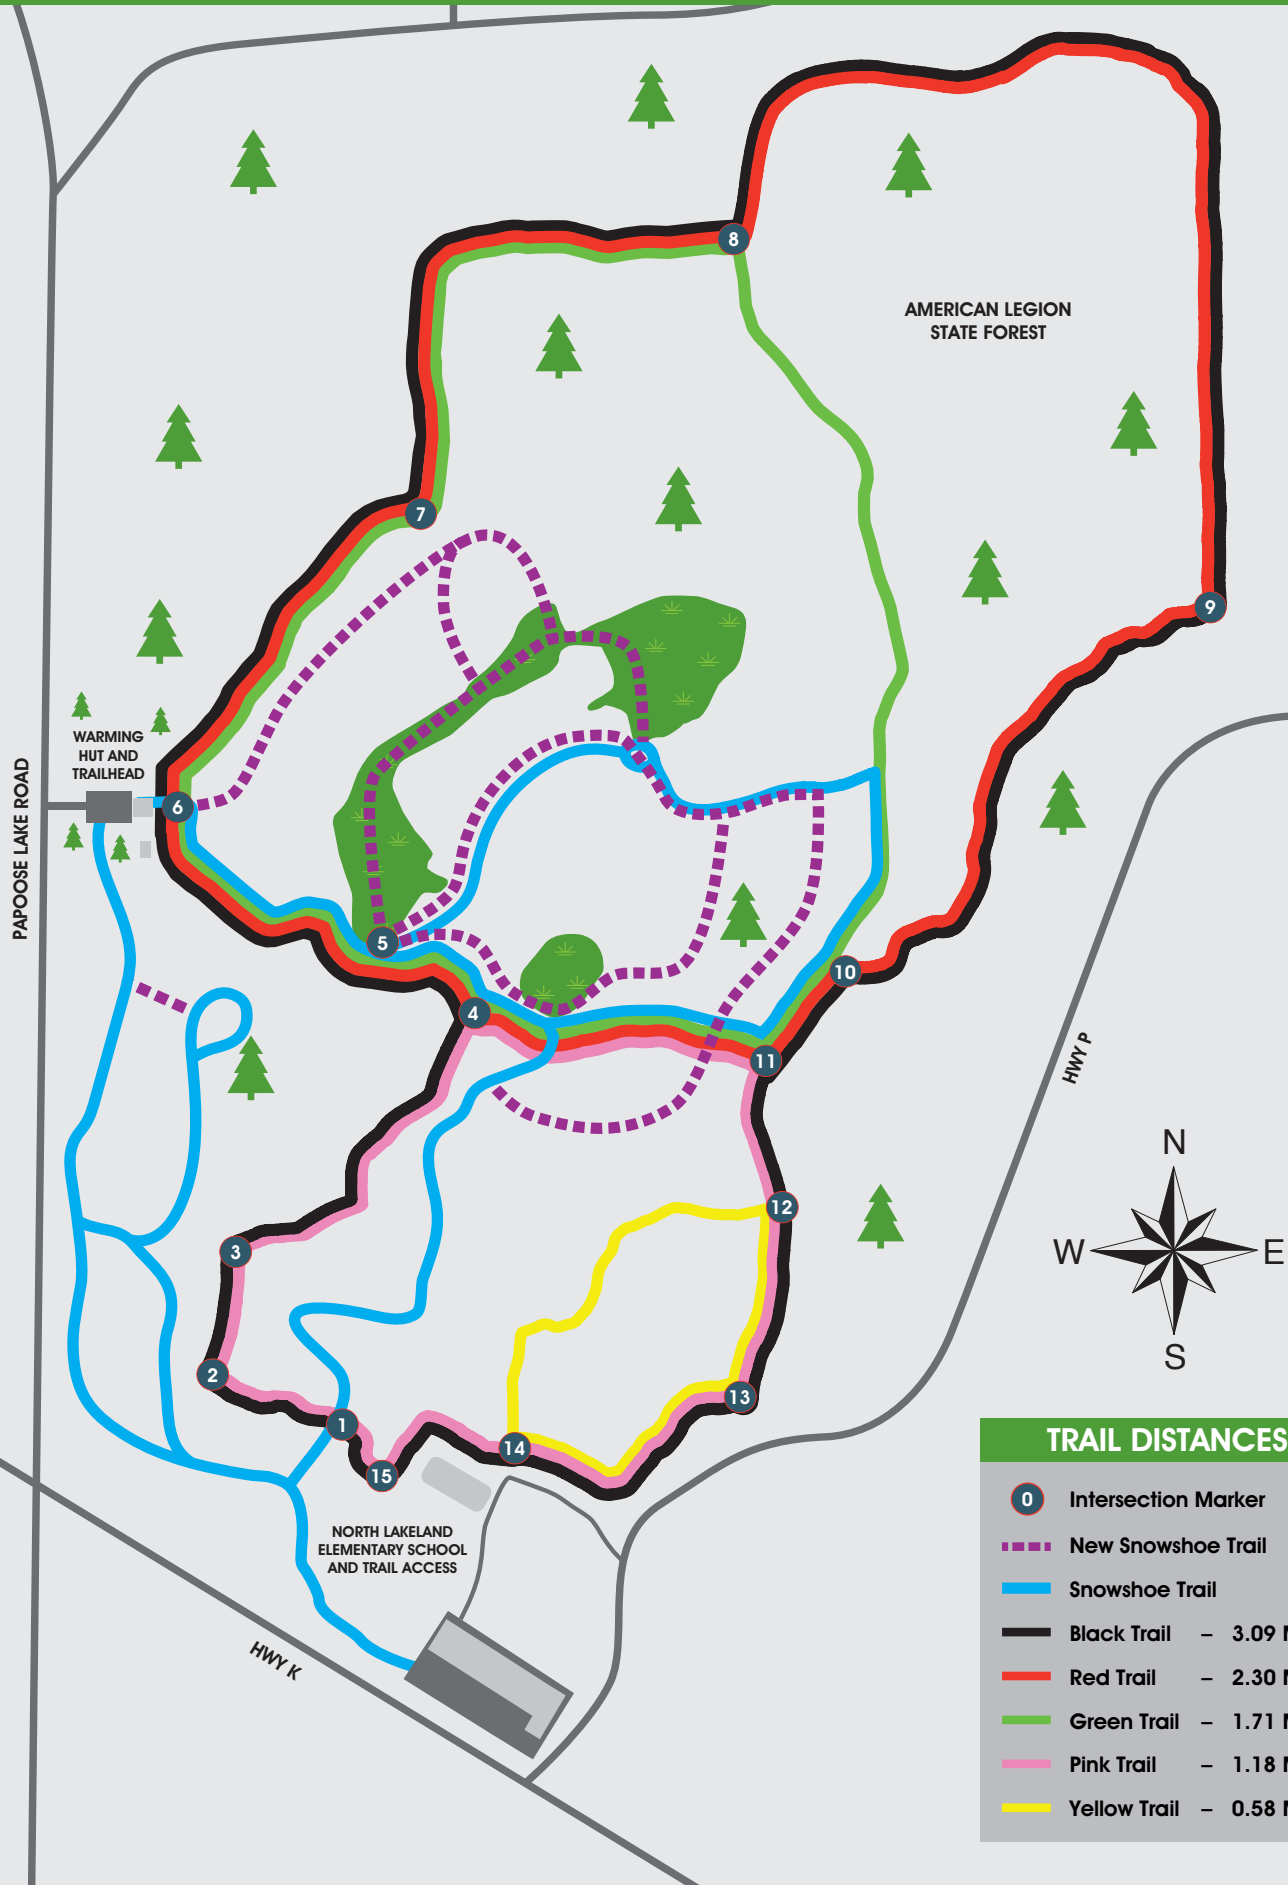 8
AMERICAN LEGION
STATE FOREST
7
9
WARMING
HUT AND
TRAILHEAD
PAPOOSE LAKE ROAD
6
5
10
4
11
HWY P
N
W
E
S
12
3
2
13
1
14
15
NORTH LAKELAND
ELEMENTARY SCHOOL
AND TRAIL ACCESS
HWY K
TRAIL DISTANCES
0 Intersection Marker
New Snowshoe Trail
Snowshoe Trail
Black Trail – 3.09
Red Trail – 2.30
Green Trail – 1.71
Pink Trail – 1.18
Yellow Trail – 0.58